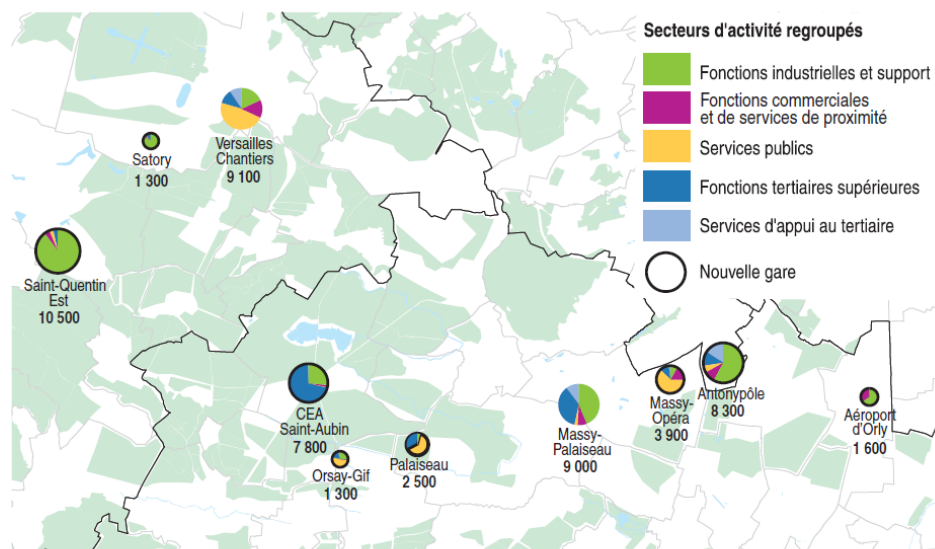 Secteurs d'activité regroupés
Fonctions industrielles et support
Fonctions commerciales
et de services de proximité
Services publics
Fonctions tertiaires supérieures
Services d'appui au tertiaire
Nouvelle gare
Versailles
Chantiers
9 100
Satory
1 300
Saint-Quentin
Est
10 500
CEA
Saint-Aubin
7 800
Orsay-Gif
1 300
Palaiseau
2 500
Massy-
Palaiseau
9 000
Massy-
Opéra
3 900
Antonypôle
8 300
Aéroport
d'Orly
1 600